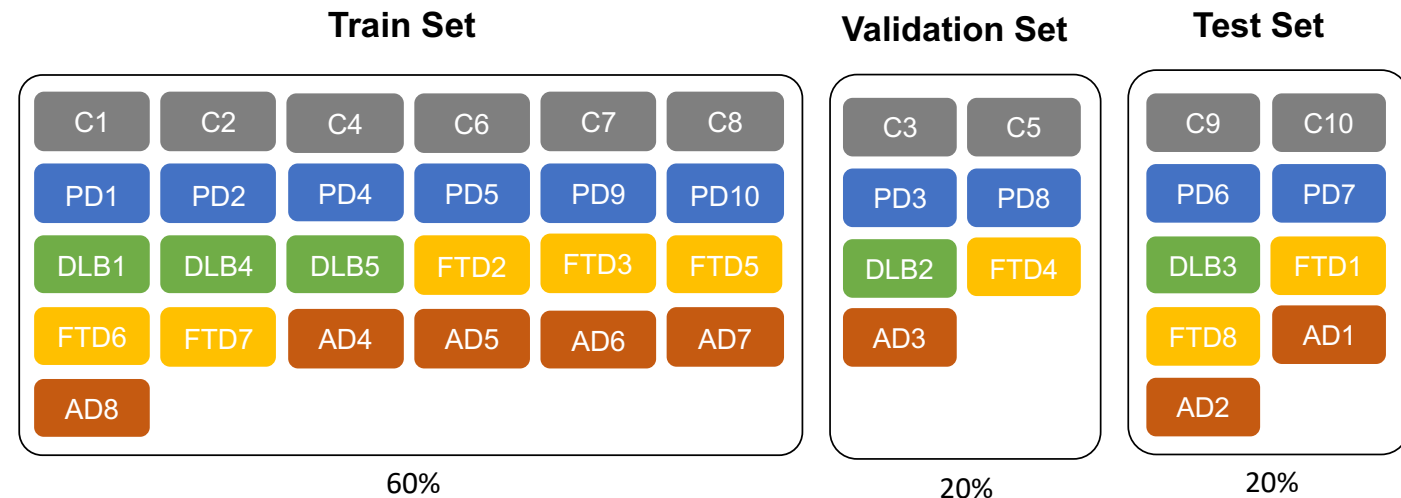 Train Set
C1 C2 C4 C6 C7 C8
PD1 PD2 PD4 PD5 PD9 PD10
DLB1 DLB4 DLB5 FTD2 FTD3 FTD5
FTD6 FTD7 AD4 AD5 AD6 AD7
AD8
60%
Validation Set
C3 C5
PD3 PD8
DLB2 FTD4
AD3
20%
Test Set
C9 C10
PD6 PD7
DLB3 FTD1
FTD8 AD1
AD2
20%